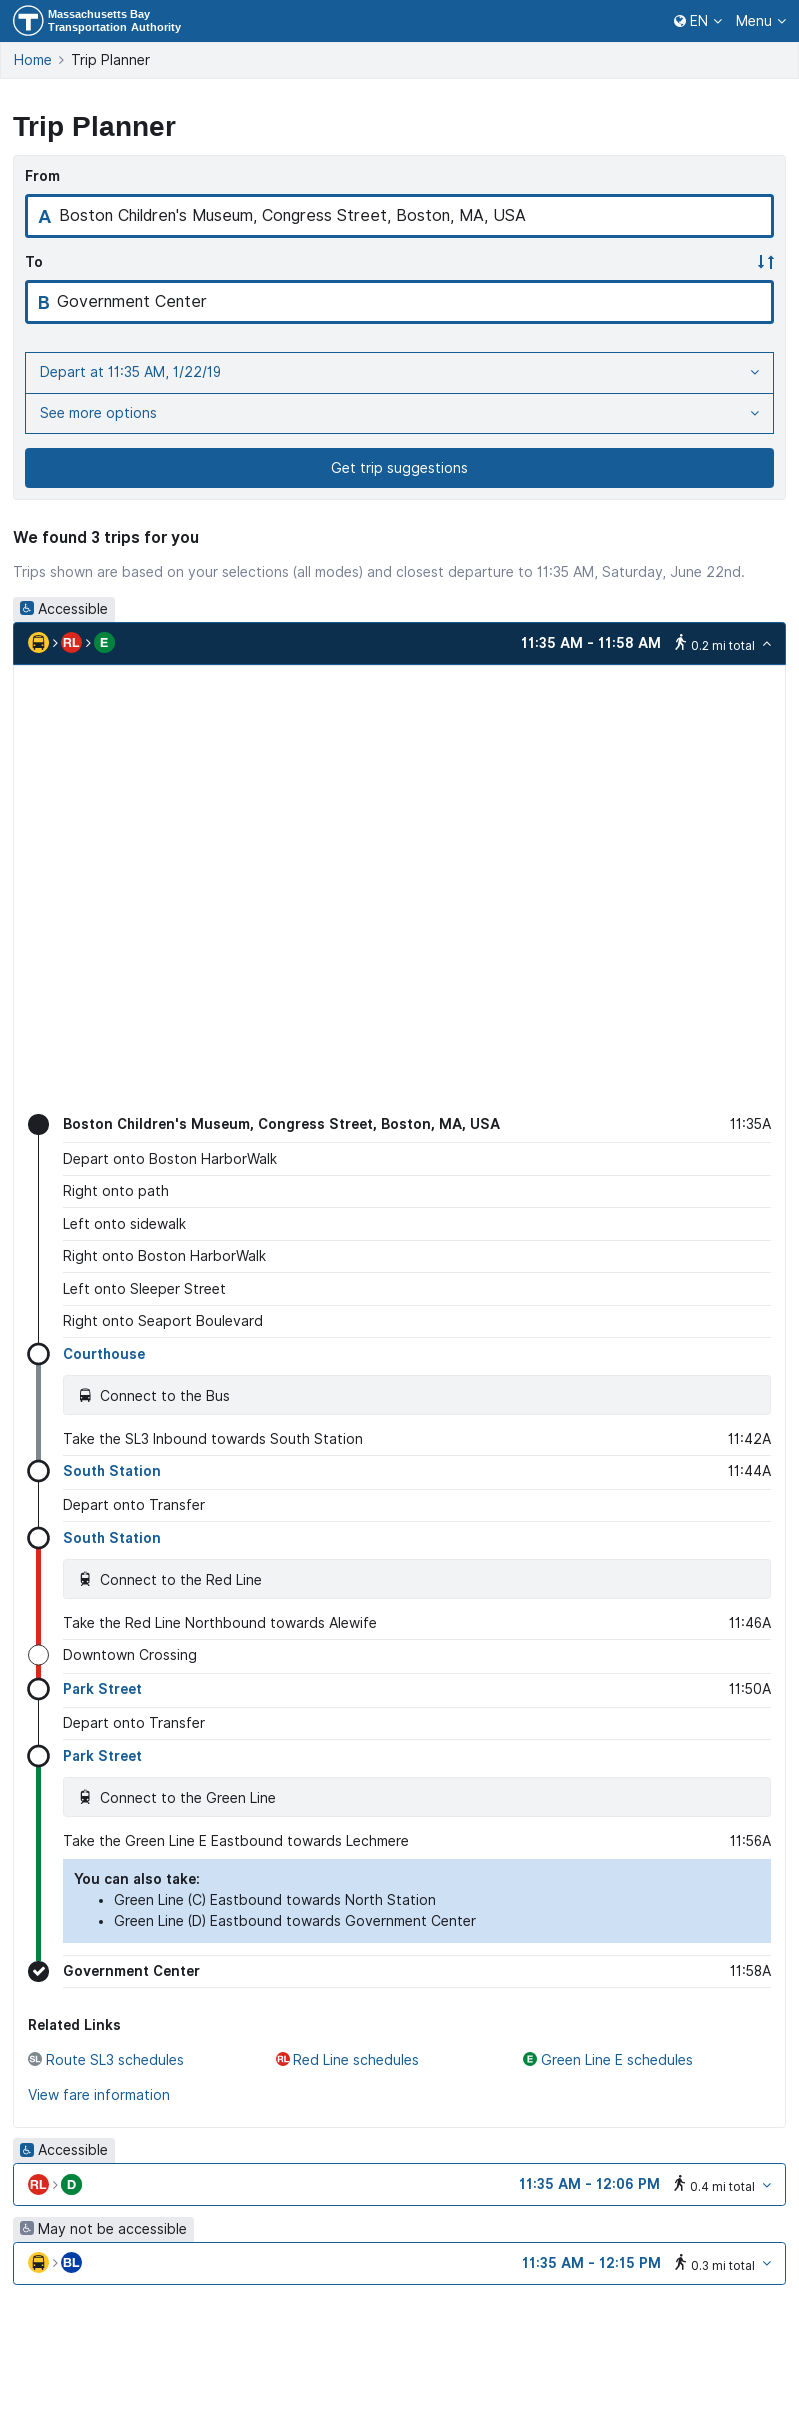 Massachusetts Bay
Transportation Authority
EN
Menu
Home
Trip Planner
Trip Planner
From
A Boston Children's Museum, Congress Street, Boston, MA, USA
To
B Government Center
Depart at 11:35 AM, 1/22/19
See more options
Get trip suggestions
We found 3 trips for you
Trips shown are based on your selections (all modes) and closest departure to 11:35 AM, Saturday, June 22nd.
Accessible
RL E 11:35 AM - 11:58 AM 0.2 mi total
Boston Children's Museum, Congress Street, Boston, MA, USA 11:35A
Depart onto Boston HarborWalk
Right onto path
Left onto sidewalk
Right onto Boston HarborWalk
Left onto Sleeper Street
Right onto Seaport Boulevard
Courthouse
Connect to the Bus
Take the SL3 Inbound towards South Station 11:42A
South Station 11:44A
Depart onto Transfer
South Station
Connect to the Red Line
Take the Red Line Northbound towards Alewife 11:46A
Downtown Crossing
Park Street 11:50A
Depart onto Transfer
Park Street
Connect to the Green Line
Take the Green Line E Eastbound towards Lechmere 11:56A
You can also take:
• Green Line (C) Eastbound towards North Station
• Green Line (D) Eastbound towards Government Center
Government Center 11:58A
Related Links
SL Route SL3 schedules RL Red Line schedules E Green Line E schedules
View fare information
Accessible
RL D 11:35 AM - 12:06 PM 0.4 mi total
May not be accessible
BL 11:35 AM - 12:15 PM 0.3 mi total